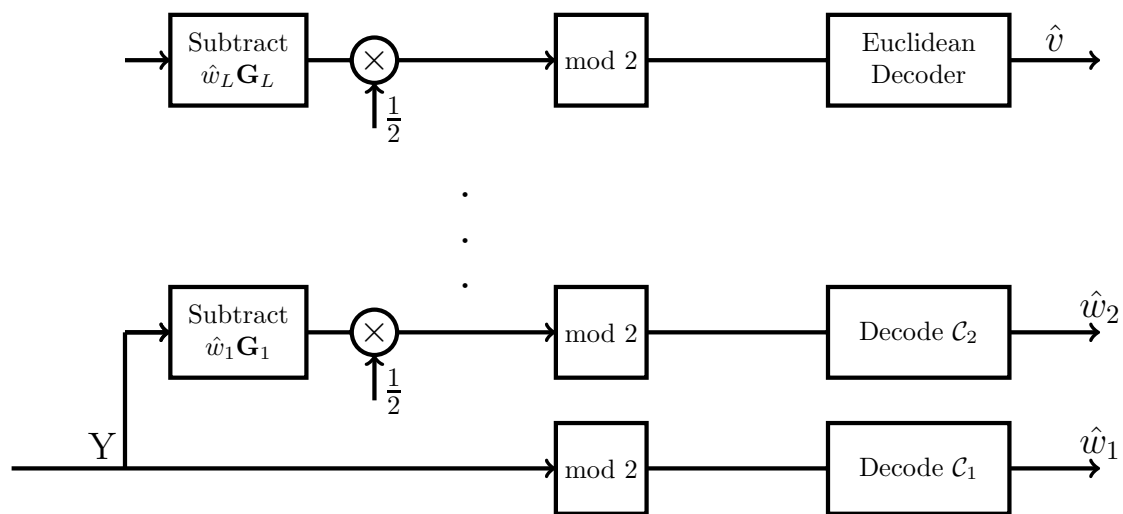 Subtract
ŵ_L G_L
×
1/2
mod 2
Euclidean
Decoder
v̂
.
.
.
Subtract
ŵ_1 G_1
×
1/2
mod 2
Decode 𝒞_2
ŵ_2
Y
mod 2
Decode 𝒞_1
ŵ_1